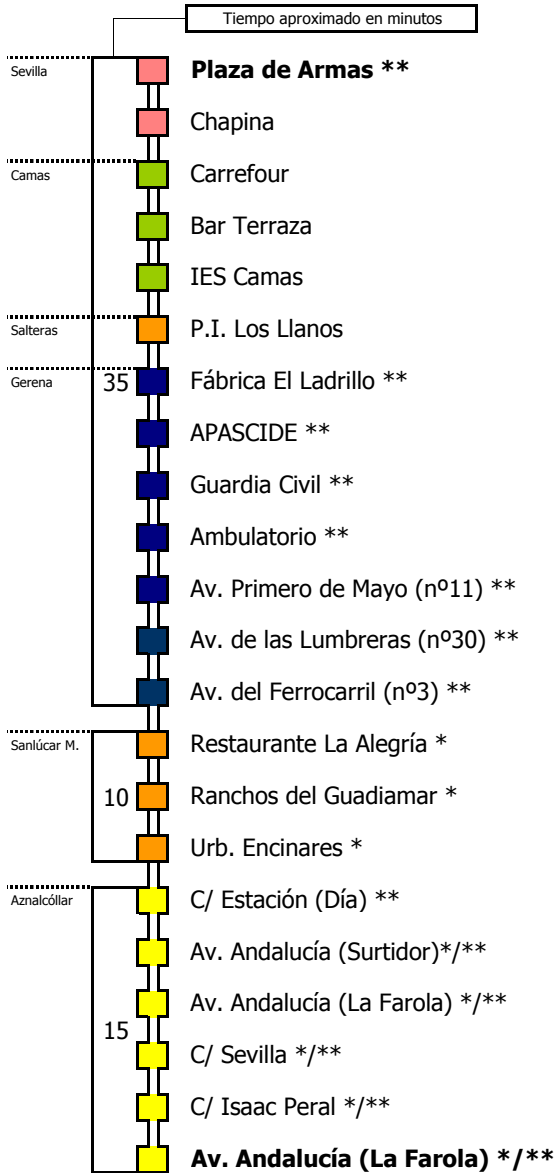 Tiempo aproximado en minutos
Sevilla
Plaza de Armas **
Chapina
Camas
Carrefour
Bar Terraza
IES Camas
Salteras
P.I. Los Llanos
Gerena
35
Fábrica El Ladrillo **
APASCIDE **
Guardia Civil **
Ambulatorio **
Av. Primero de Mayo (nº11) **
Av. de las Lumbreras (nº30) **
Av. del Ferrocarril (nº3) **
Sanlúcar M.
Restaurante La Alegría *
10
Ranchos del Guadiamar *
Urb. Encinares *
Aznalcóllar
C/ Estación (Día) **
Av. Andalucía (Surtidor)*/**
Av. Andalucía (La Farola) */**
15
C/ Sevilla */**
C/ Isaac Peral */**
Av. Andalucía (La Farola) */**